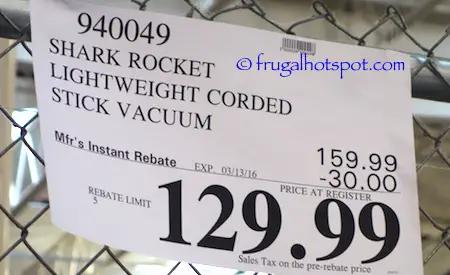 940049
© frugalhotspot.com
SHARK ROCKET
LIGHTWEIGHT CORDED
STICK VACUUM
159.99
Mfr's Instant Rebate EXP. 03/13/16 -30.00
PRICE AT REGISTER
REBATE LIMIT
5
129.99
Sales Tax on the pre-rebate price